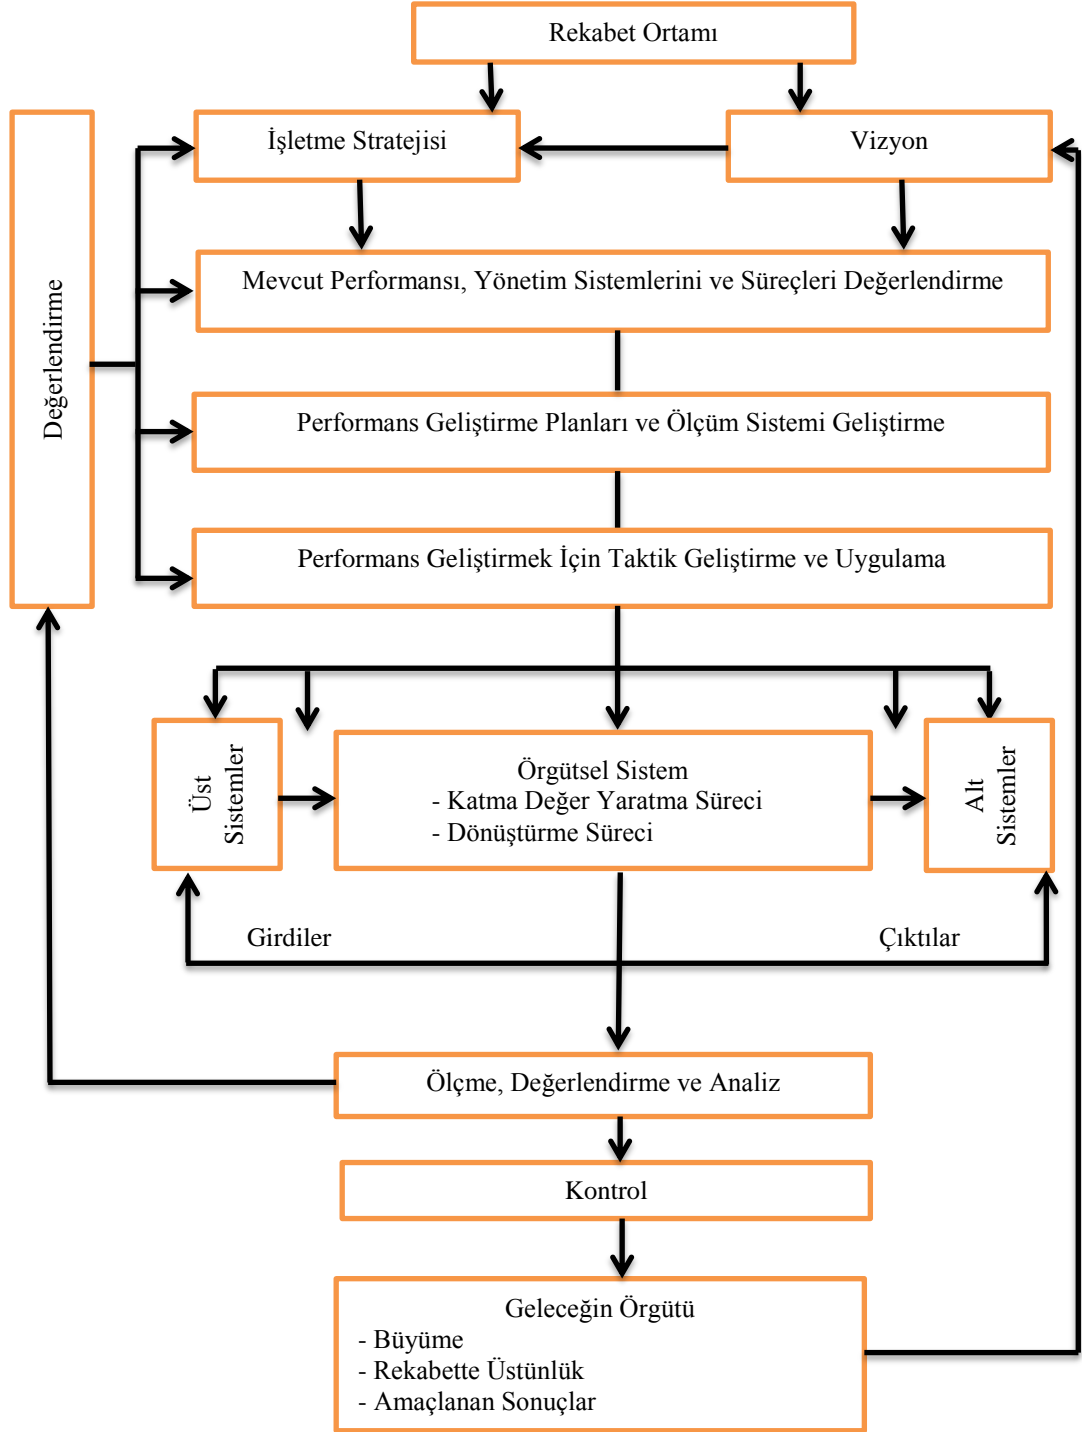 Rekabet Ortamı
İşletme Stratejisi
Vizyon
Değerlendirme
Mevcut Performansı, Yönetim Sistemlerini ve Süreçleri Değerlendirme
Performans Geliştirme Planları ve Ölçüm Sistemi Geliştirme
Performans Geliştirmek İçin Taktik Geliştirme ve Uygulama
Üst
Sistemler
Örgütsel Sistem
- Katma Değer Yaratma Süreci
- Dönüştürme Süreci
Alt
Sistemler
Girdiler
Çıktılar
Ölçme, Değerlendirme ve Analiz
Kontrol
Geleceğin Örgütü
- Büyüme
- Rekabette Üstünlük
- Amaçlanan Sonuçlar